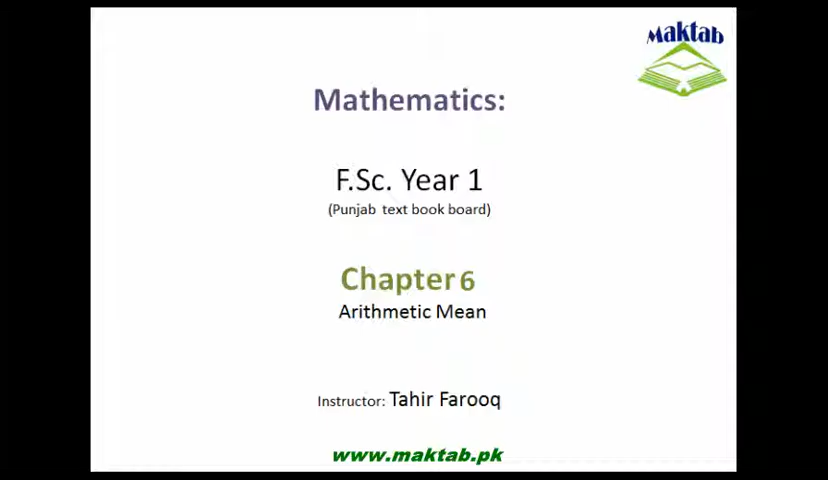 Maktab
Mathematics:
F.Sc. Year 1
(Punjab text book board)
Chapter 6
Arithmetic Mean
Instructor: Tahir Farooq
www.maktab.pk